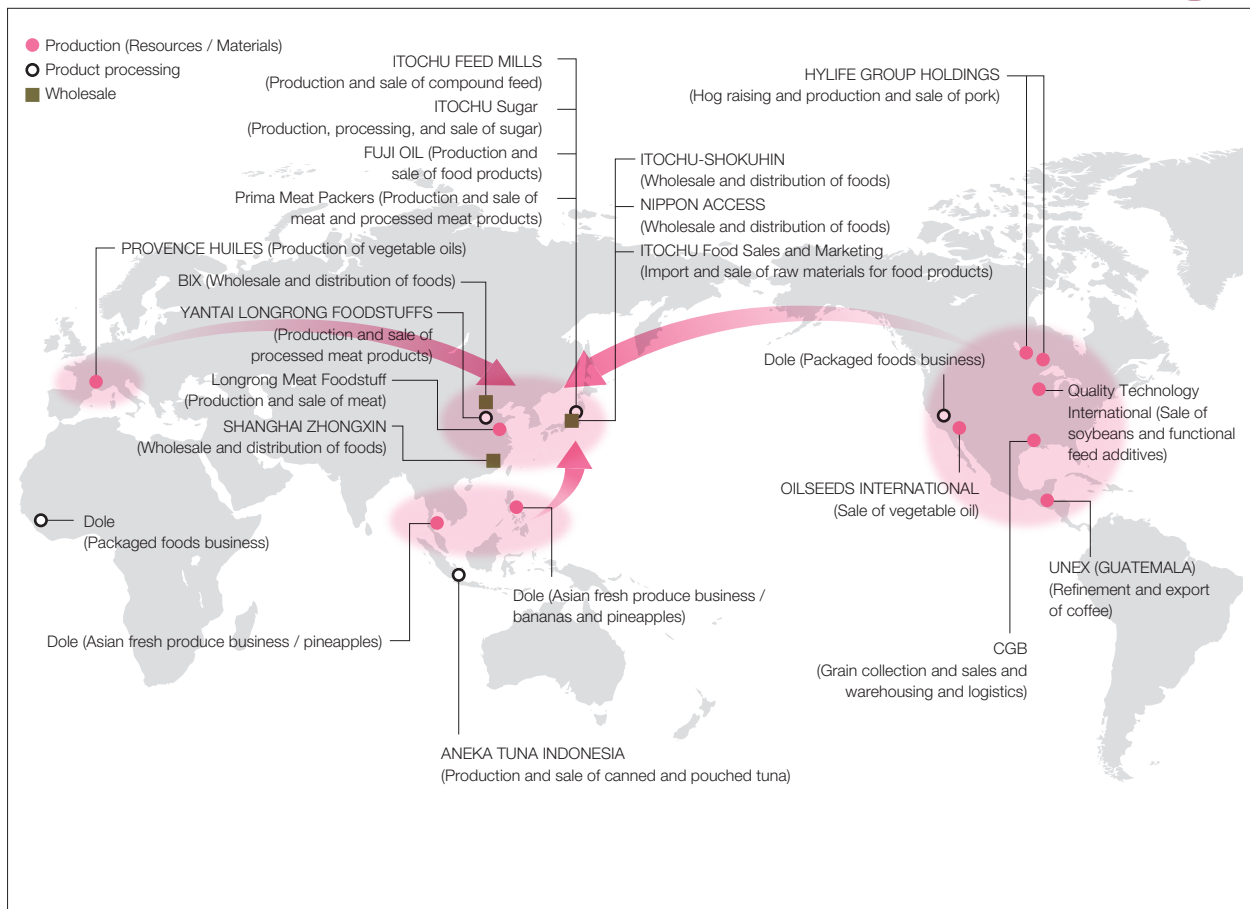 Production (Resources / Materials)
Product processing
Wholesale
ITOCHU FEED MILLS
(Production and sale of compound feed)
ITOCHU Sugar
(Production, processing, and sale of sugar)
FUJI OIL (Production and
sale of food products)
Prima Meat Packers (Production and sale of
meat and processed meat products)
PROVENCE HUILES (Production of vegetable oils)
BIX (Wholesale and distribution of foods)
YANTAI LONGRONG FOODSTUFFS
(Production and sale of
processed meat products)
Longrong Meat Foodstuff
(Production and sale of meat)
SHANGHAI ZHONGXIN
(Wholesale and distribution of foods)
ITOCHU-SHOKUHIN
(Wholesale and distribution of foods)
NIPPON ACCESS
(Wholesale and distribution of foods)
ITOCHU Food Sales and Marketing
(Import and sale of raw materials for food products)
HYLIFE GROUP HOLDINGS
(Hog raising and production and sale of pork)
Dole (Packaged foods business)
Quality Technology
International (Sale of
soybeans and functional
feed additives)
OILSEEDS INTERNATIONAL
(Sale of vegetable oil)
UNEX (GUATEMALA)
(Refinement and export
of coffee)
CGB
(Grain collection and sales and
warehousing and logistics)
Dole
(Packaged foods business)
Dole (Asian fresh produce business /
bananas and pineapples)
Dole (Asian fresh produce business / pineapples)
ANEKA TUNA INDONESIA
(Production and sale of canned and pouched tuna)